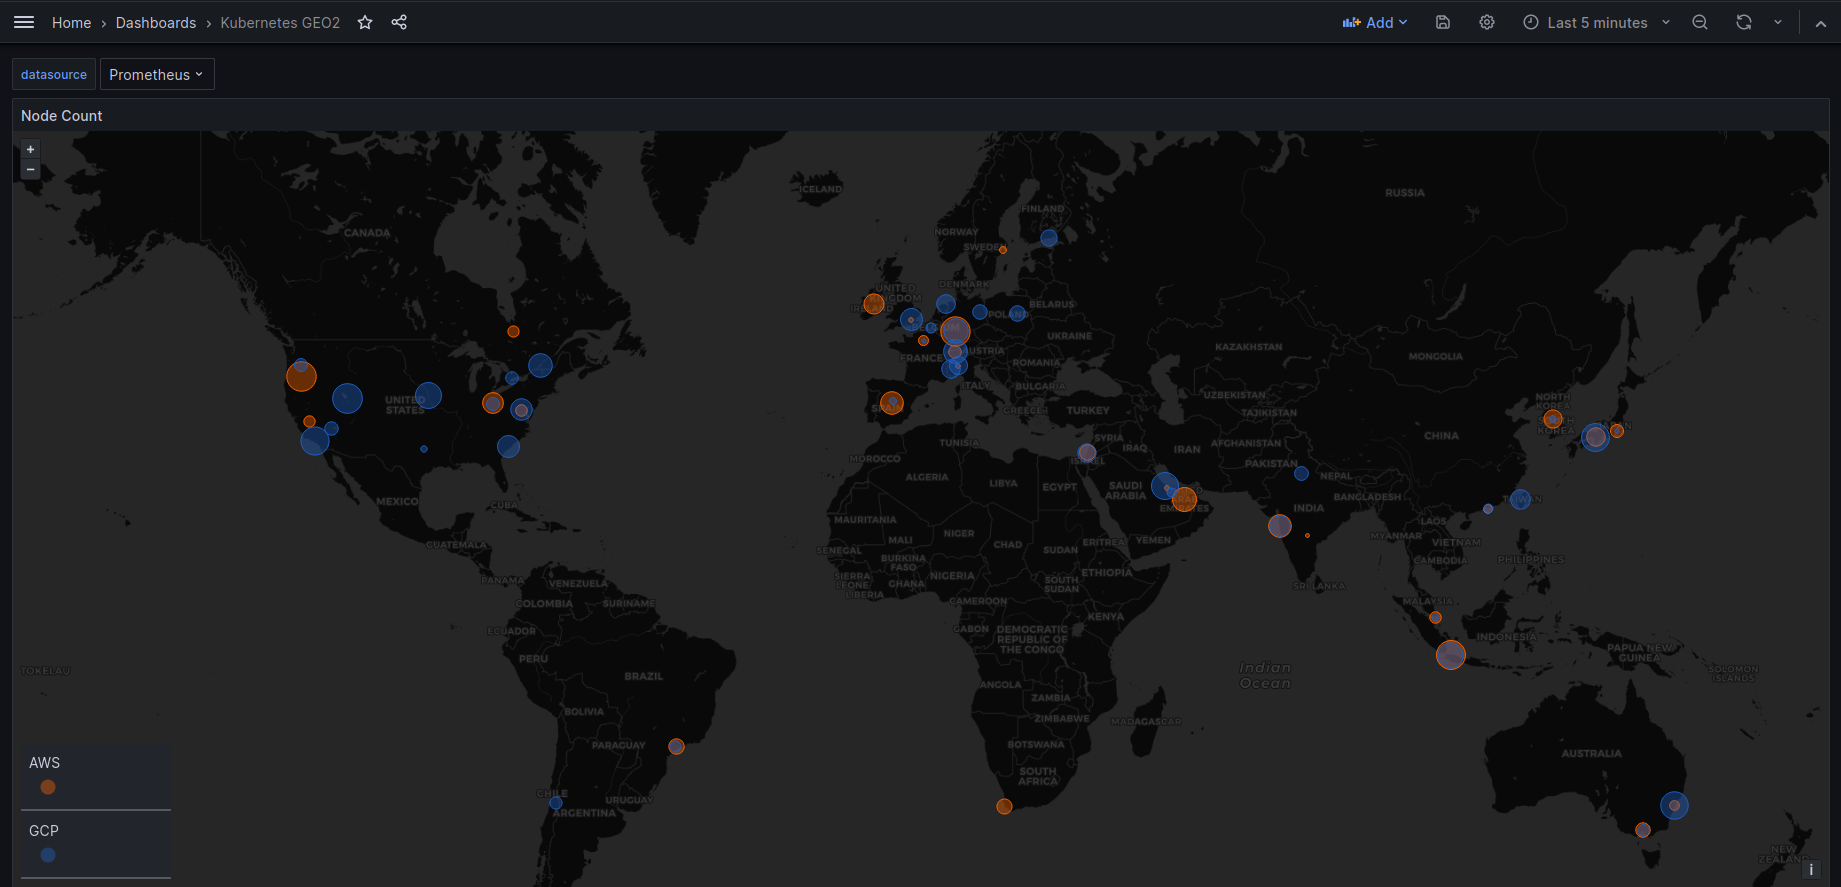 Home › Dashboards › Kubernetes GEO2
Add
Last 5 minutes
datasource
Prometheus
Node Count
+
−
ICELAND
RUSSIA
FINLAND
NORWAY
CANADA
DENMARK
UNITED
KINGDOM
BELARUS
POLAND
UKRAINE
KAZAKHSTAN
MONGOLIA
FRANCE
ROMANIA
ITALY
BULGARIA
UZBEKISTAN
NORTH
KOREA
UNITED
STATES
GREECE
TURKEY
TAJIKISTAN
CHINA
TUNISIA
SYRIA
IRAQ
IRAN
AFGHANISTAN
MOROCCO
PAKISTAN
NEPAL
ALGERIA
LIBYA
EGYPT
SAUDI
ARABIA
BANGLADESH
MEXICO
CUBA
EMIRATES
INDIA
MAURITANIA
LAOS
MYANMAR
VIETNAM
GUATEMALA
MALI
NIGER
CHAD
SUDAN
ERITREA
YEMEN
SENEGAL
BURKINA
FASO
CAMBODIA
PHILIPPINES
PANAMA
VENEZUELA
SIERRA
LEONE
GHANA
NIGERIA
SOUTH
SUDAN
ETHIOPIA
SRI LANKA
LIBERIA
COLOMBIA
SURINAME
CAMEROON
MALAYSIA
ECUADOR
GABON
DEMOCRATIC
REPUBLIC OF
THE CONGO
KENYA
INDONESIA
PERU
BRAZIL
PAPUA NEW
GUINEA
TOKELAU
Indian
Ocean
SOLOMON
ISLANDS
ANGOLA
ZAMBIA
BOLIVIA
ZIMBABWE
MADAGASCAR
PARAGUAY
BOTSWANA
AUSTRALIA
AWS
SOUTH
AFRICA
CHILE
URUGUAY
ARGENTINA
GCP
NEW
ZEALAND
i